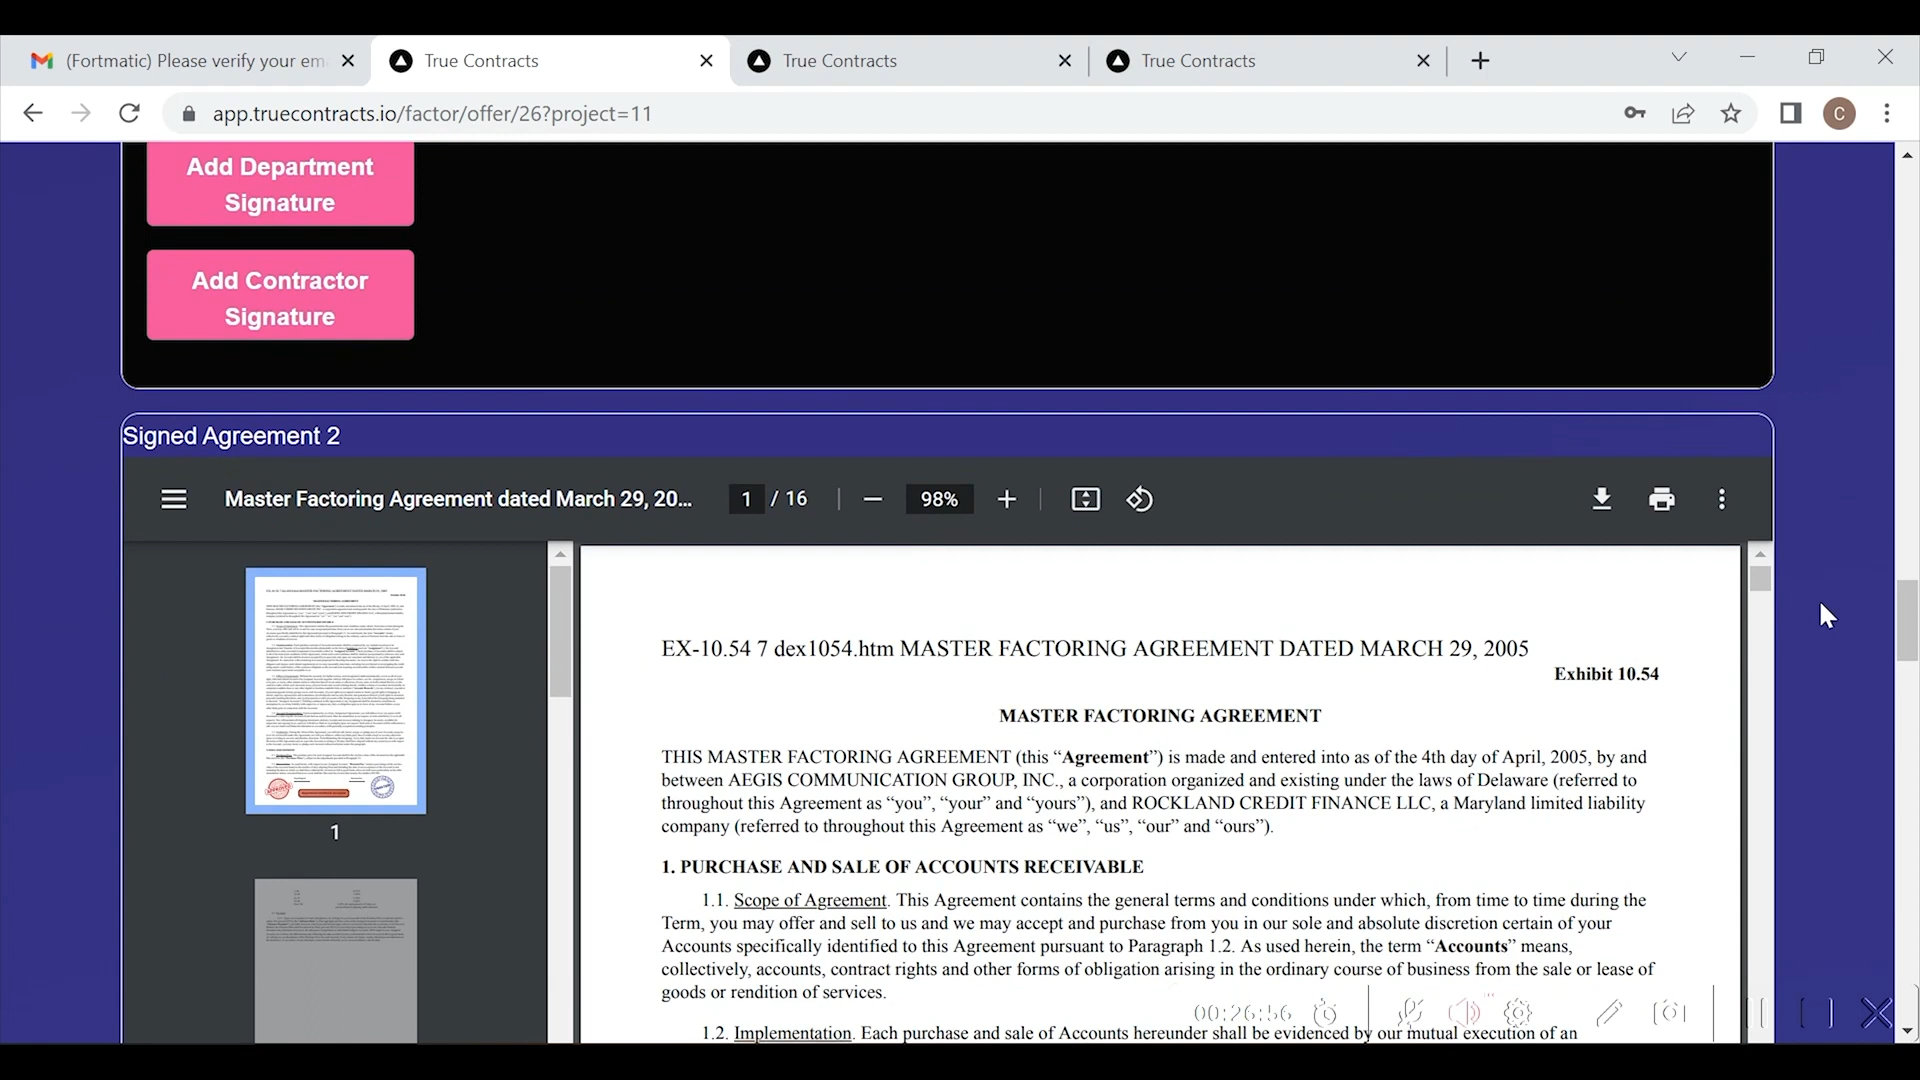 (Fortmatic) Please verify your em
True Contracts
True Contracts
True Contracts
app.truecontracts.io/factor/offer/26?project=11
C
Add Department
Signature
Add Contractor
Signature
Signed Agreement 2
Master Factoring Agreement dated March 29, 20...
1 / 16
98%
EX-10.54 7 dex1054.htm MASTER FACTORING AGREEMENT DATED MARCH 29, 2005
Exhibit 10.54
MASTER FACTORING AGREEMENT
THIS MASTER FACTORING AGREEMENT (this “Agreement”) is made and entered into as of the 4th day of April, 2005, by and
between AEGIS COMMUNICATION GROUP, INC., a corporation organized and existing under the laws of Delaware (referred to
throughout this Agreement as “you”, “your” and “yours”), and ROCKLAND CREDIT FINANCE LLC, a Maryland limited liability
company (referred to throughout this Agreement as “we”, “us”, “our” and “ours”).
1. PURCHASE AND SALE OF ACCOUNTS RECEIVABLE
1.1. Scope of Agreement. This Agreement contains the general terms and conditions under which, from time to time during the
Term, you may offer and sell to us and we may accept and purchase from you in our sole and absolute discretion certain of your
Accounts specifically identified to this Agreement pursuant to Paragraph 1.2. As used herein, the term “Accounts” means,
collectively, accounts, contract rights and other forms of obligation arising in the ordinary course of business from the sale or lease of
goods or rendition of services.
1.2. Implementation. Each purchase and sale of Accounts hereunder shall be evidenced by our mutual execution of an
00:26:56
1